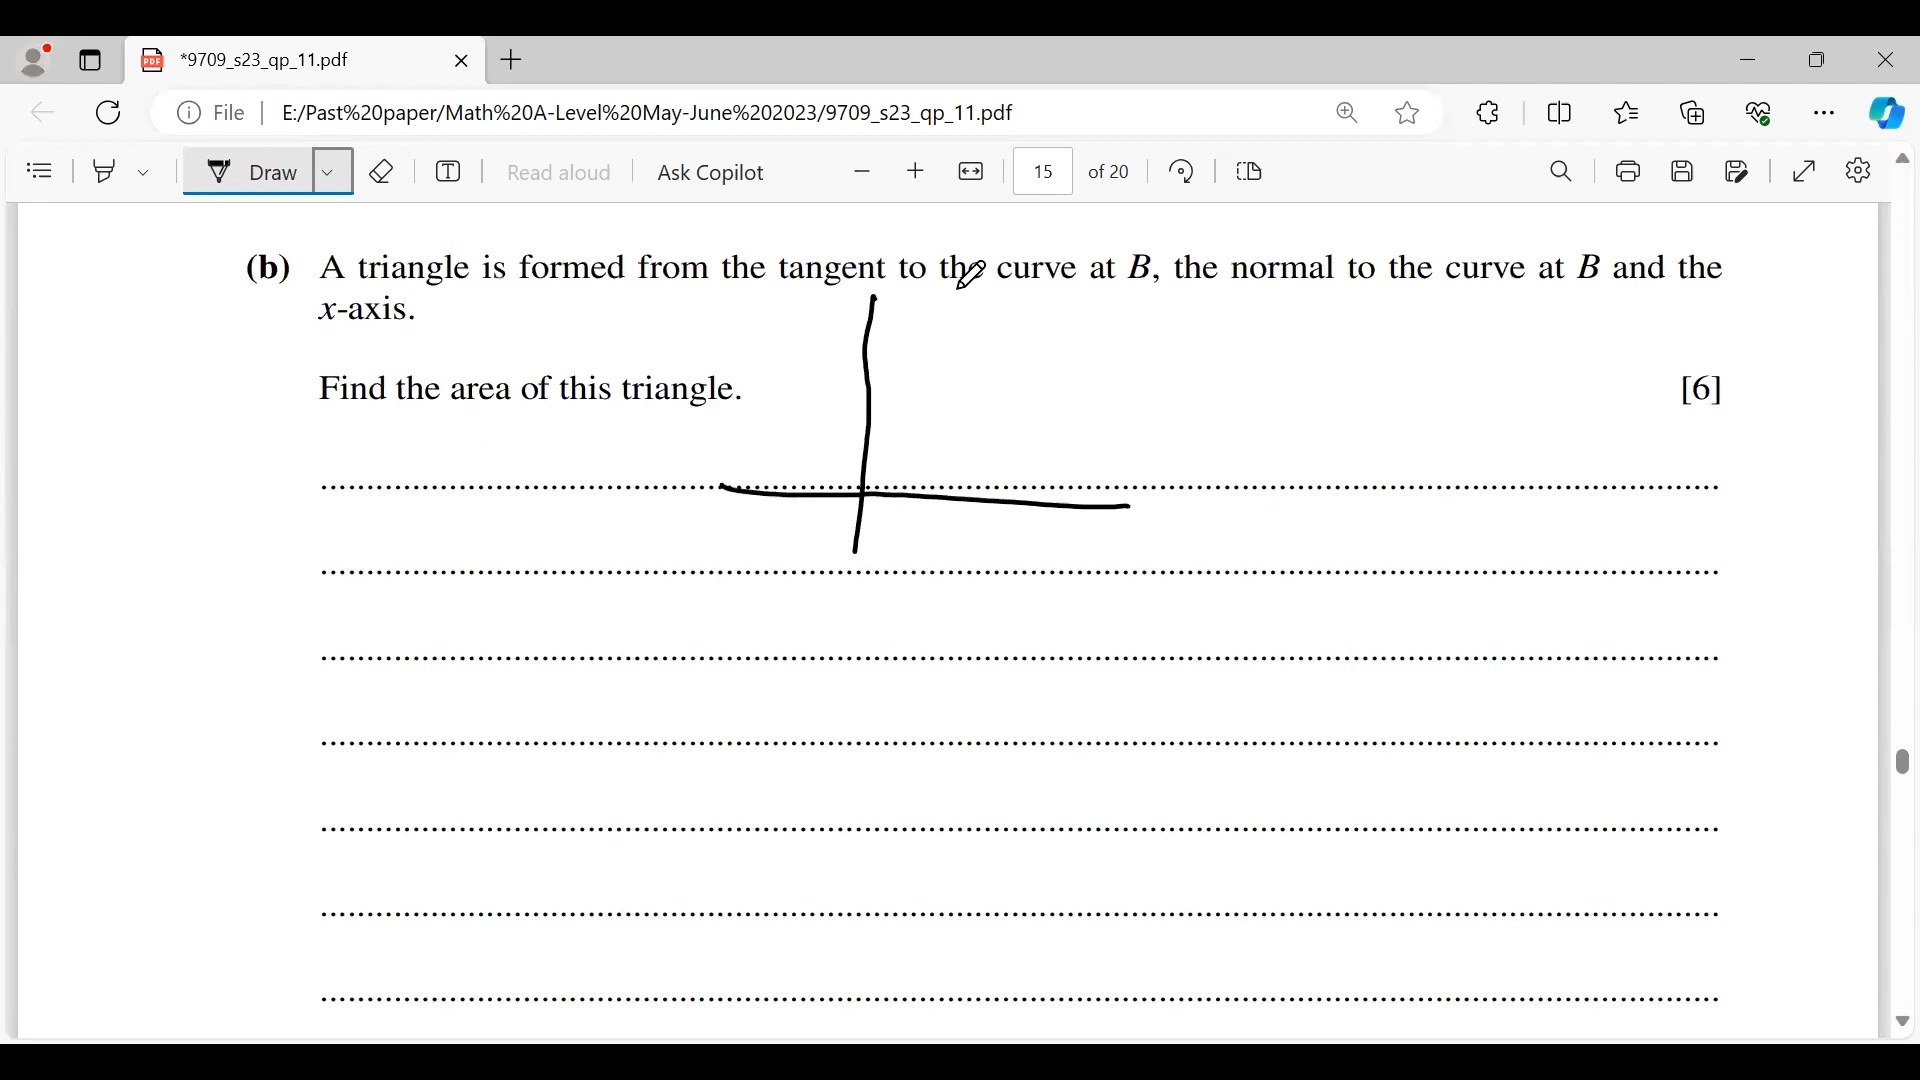 *9709_s23_qp_11.pdf
File E:/Past%20paper/Math%20A-Level%20May-June%202023/9709_s23_qp_11.pdf
Draw Read aloud Ask Copilot 15 of 20
(b) A triangle is formed from the tangent to the curve at B, the normal to the curve at B and the
x-axis.
Find the area of this triangle. [6]